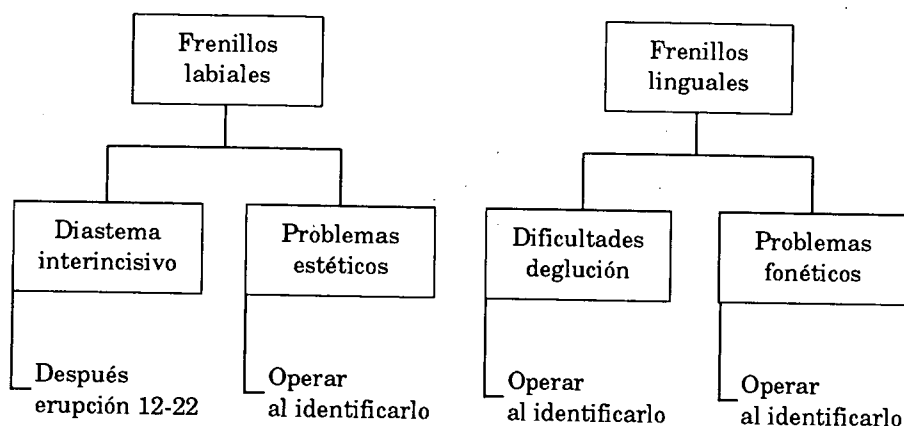 Frenillos
labiales
Frenillos
linguales
Diastema
interincisivo
Problemas
estéticos
Dificultades
deglución
Problemas
fonéticos
Después
erupción 12-22
Operar
al identificarlo
Operar
al identificarlo
Operar
al identificarlo